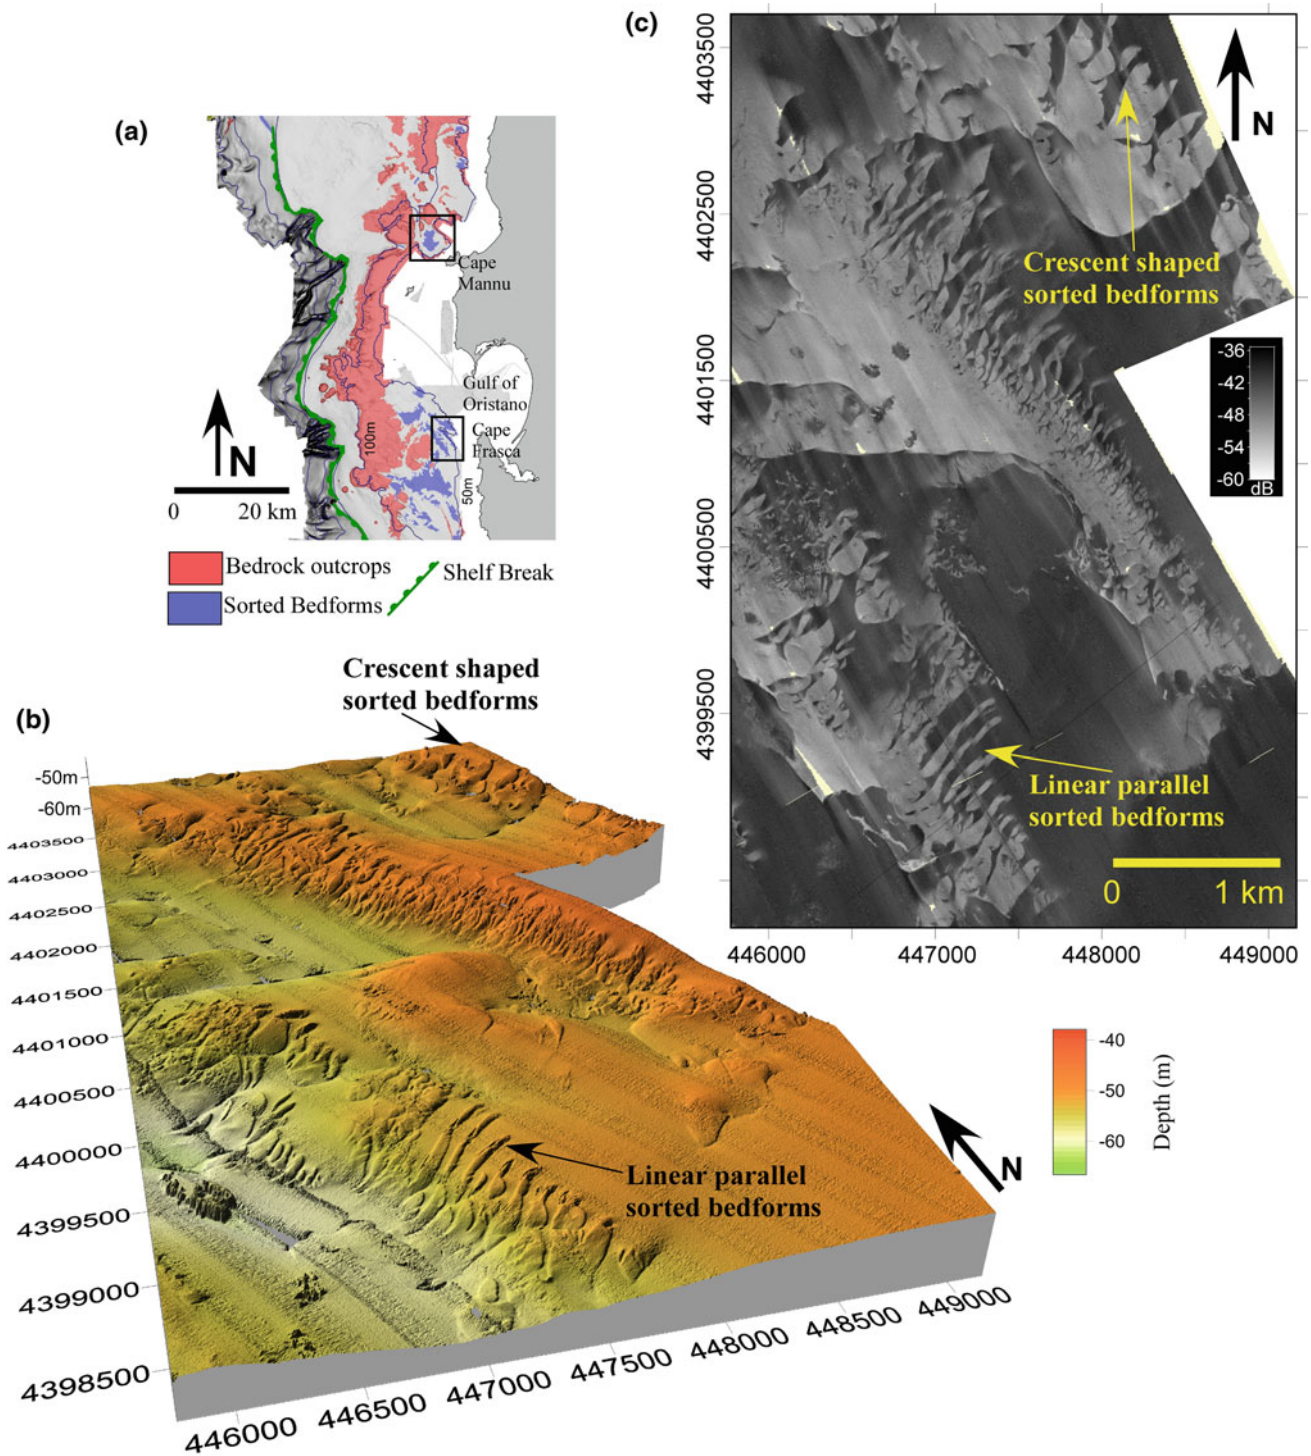 (a)
Cape
Mannu
Gulf of
Oristano
Cape
Frasca
100m
50m
N
0 20 km
Bedrock outcrops
Sorted Bedforms
Shelf Break
(b)
Crescent shaped
sorted bedforms
-50m
-60m
4403500
4403000
4402500
4402000
4401500
4401000
4400500
4400000
4399500
4399000
4398500
446000
446500
447000
447500
448000
448500
449000
Linear parallel
sorted bedforms
N
-40
-50
-60
Depth (m)
(c)
4403500
4402500
4401500
4400500
4399500
N
Crescent shaped
sorted bedforms
-36
-42
-48
-54
-60
dB
Linear parallel
sorted bedforms
0 1 km
446000
447000
448000
449000